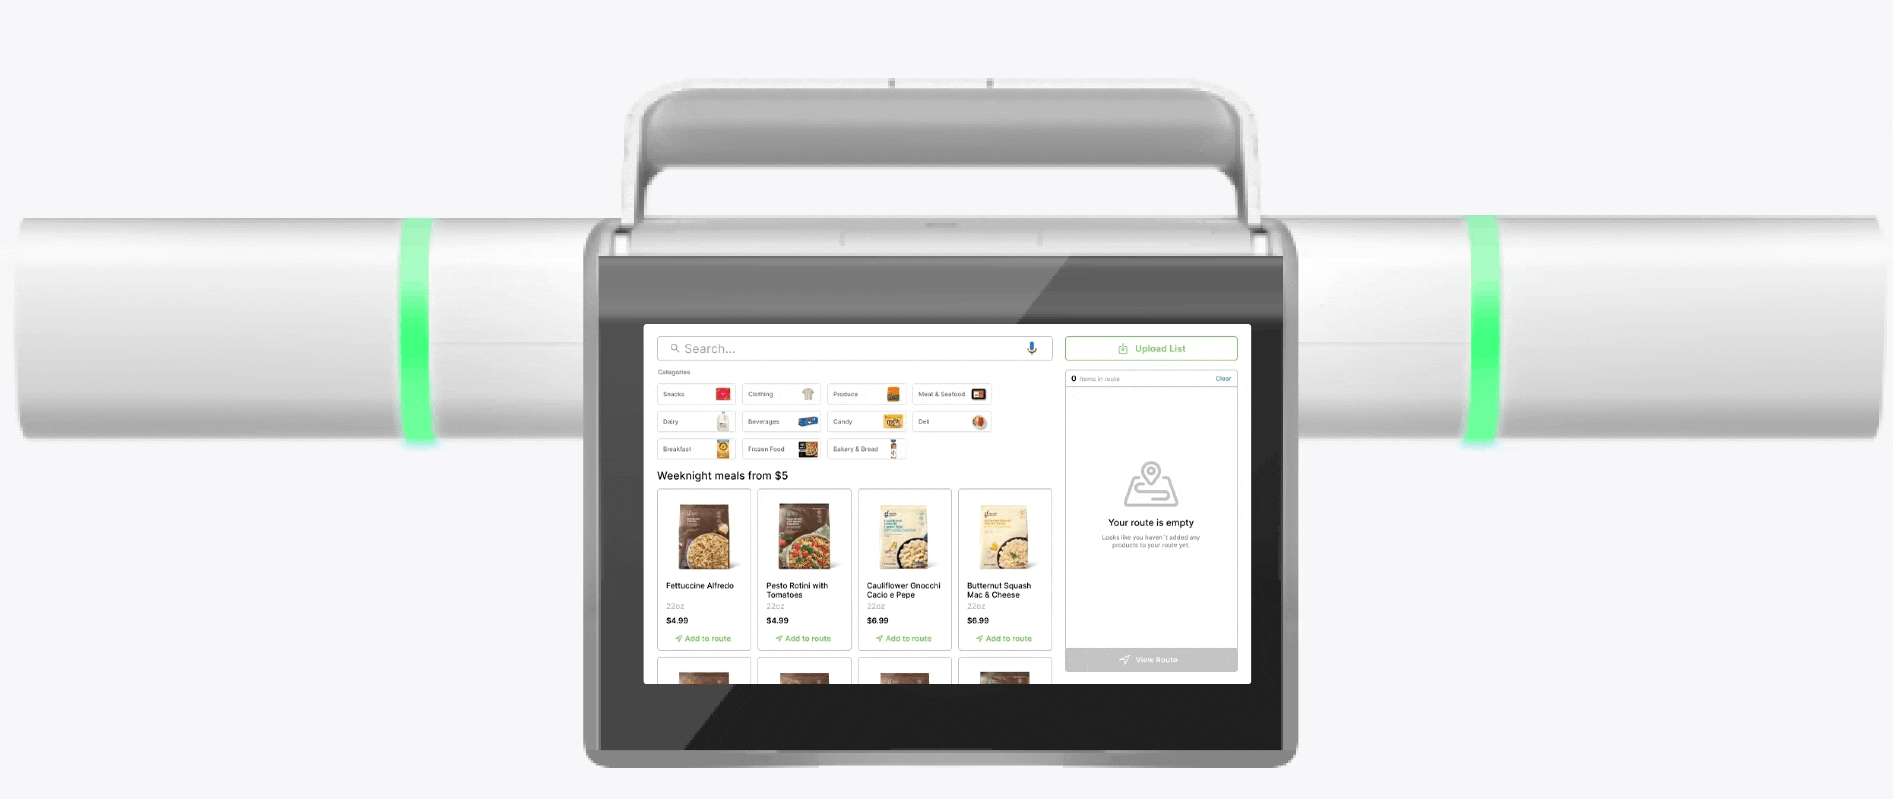 Search...
Upload List
Categories
Snacks
Clothing
Produce
Meat & Seafood
Dairy
Beverages
Candy
Deli
Breakfast
Frozen Food
Bakery & Bread
Weeknight meals from $5
Fettuccine Alfredo
22oz
$4.99
Add to route
Pesto Rotini with
Tomatoes
22oz
$4.99
Add to route
Cauliflower Gnocchi
Cacio e Pepe
22oz
$6.99
Add to route
Butternut Squash
Mac & Cheese
22oz
$6.99
Add to route
0 Items in route
Clear
Your route is empty
Looks like you haven't added any
products to your route yet.
View Route